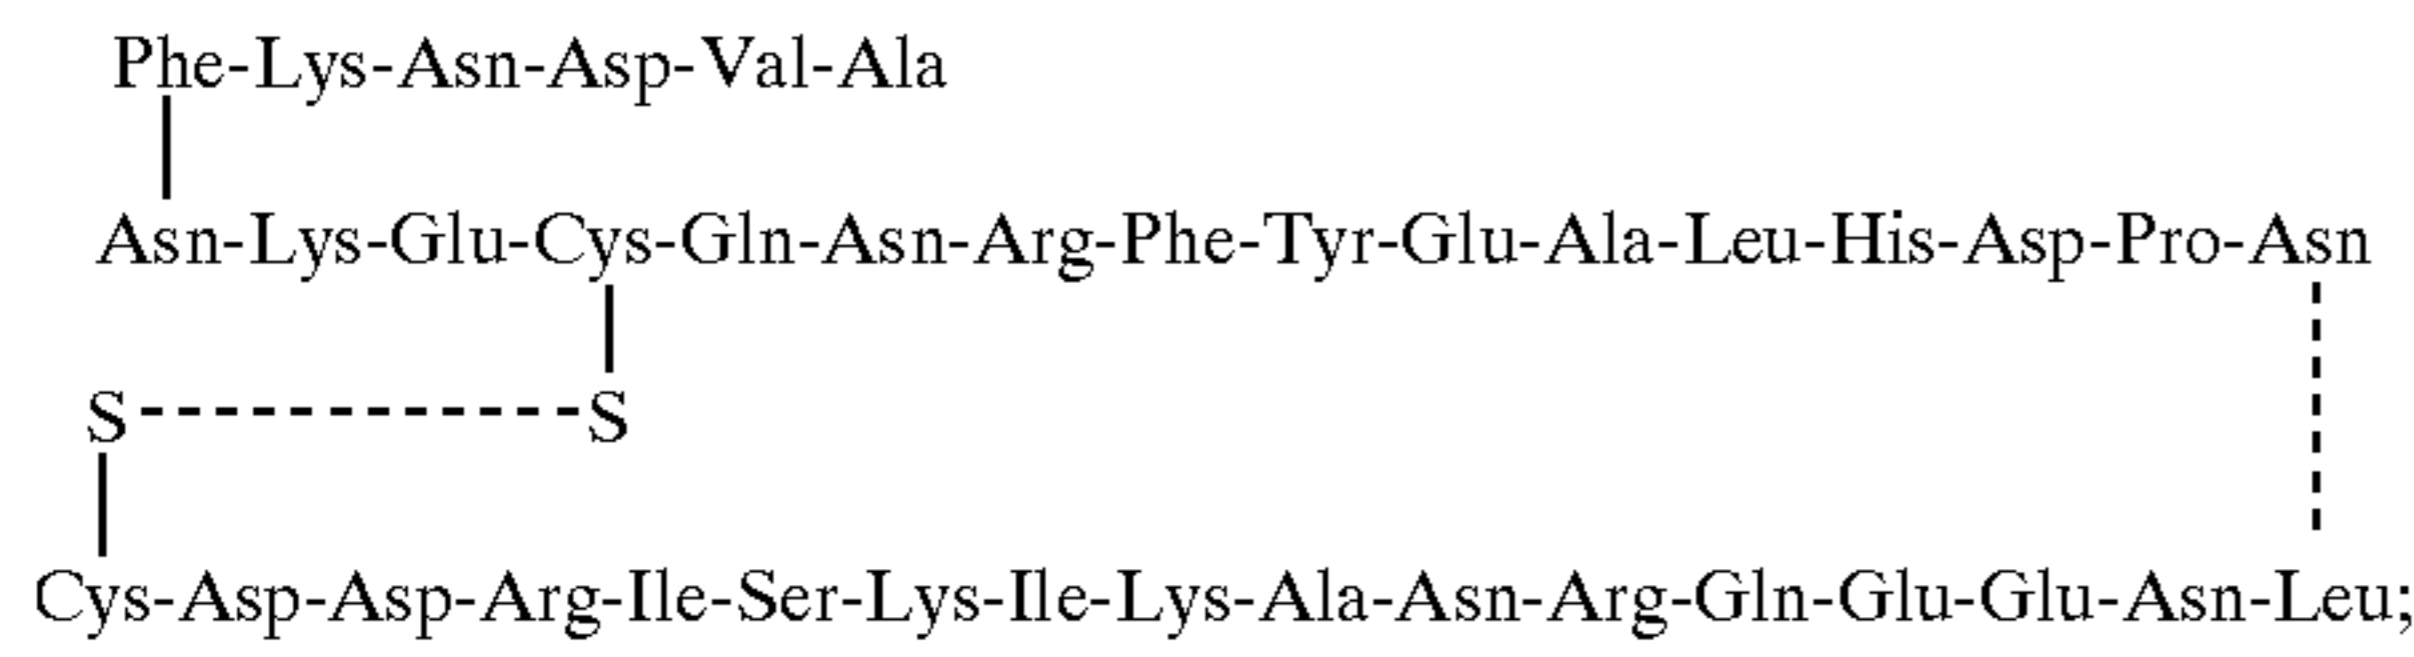 Phe-Lys-Asn-Asp-Val-Ala
Asn-Lys-Glu-Cys-Gln-Asn-Arg-Phe-Tyr-Glu-Ala-Leu-His-Asp-Pro-Asn
S S
Cys-Asp-Asp-Arg-Ile-Ser-Lys-Ile-Lys-Ala-Asn-Arg-Gln-Glu-Glu-Asn-Leu;